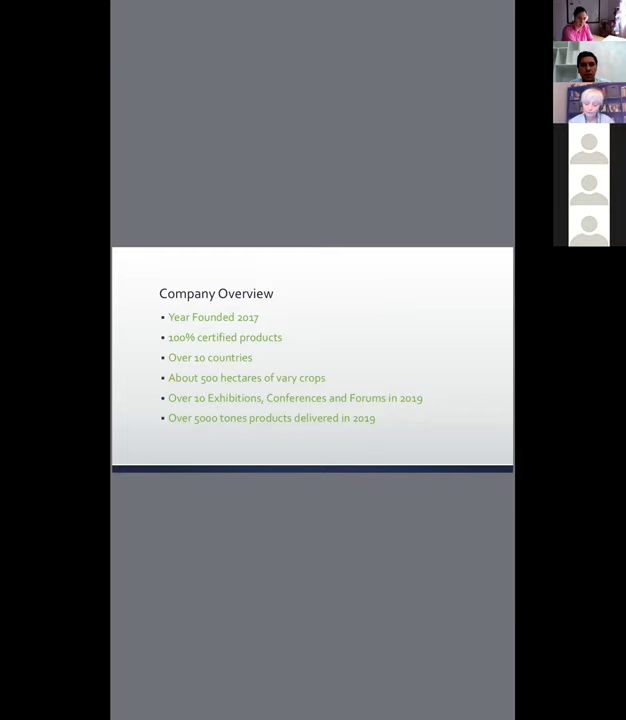 Company Overview
▪ Year Founded 2017
▪ 100% certified products
▪ Over 10 countries
▪ About 500 hectares of vary crops
▪ Over 10 Exhibitions, Conferences and Forums in 2019
▪ Over 5000 tones products delivered in 2019